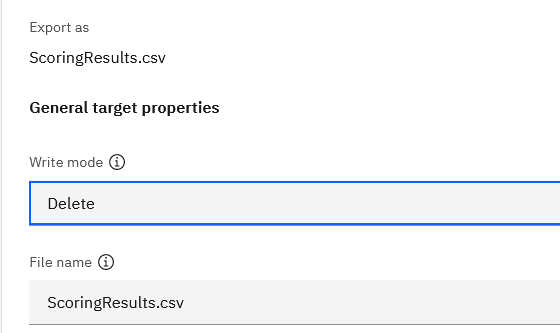 Export as
ScoringResults.csv
General target properties
Write mode
Delete
File name
ScoringResults.csv